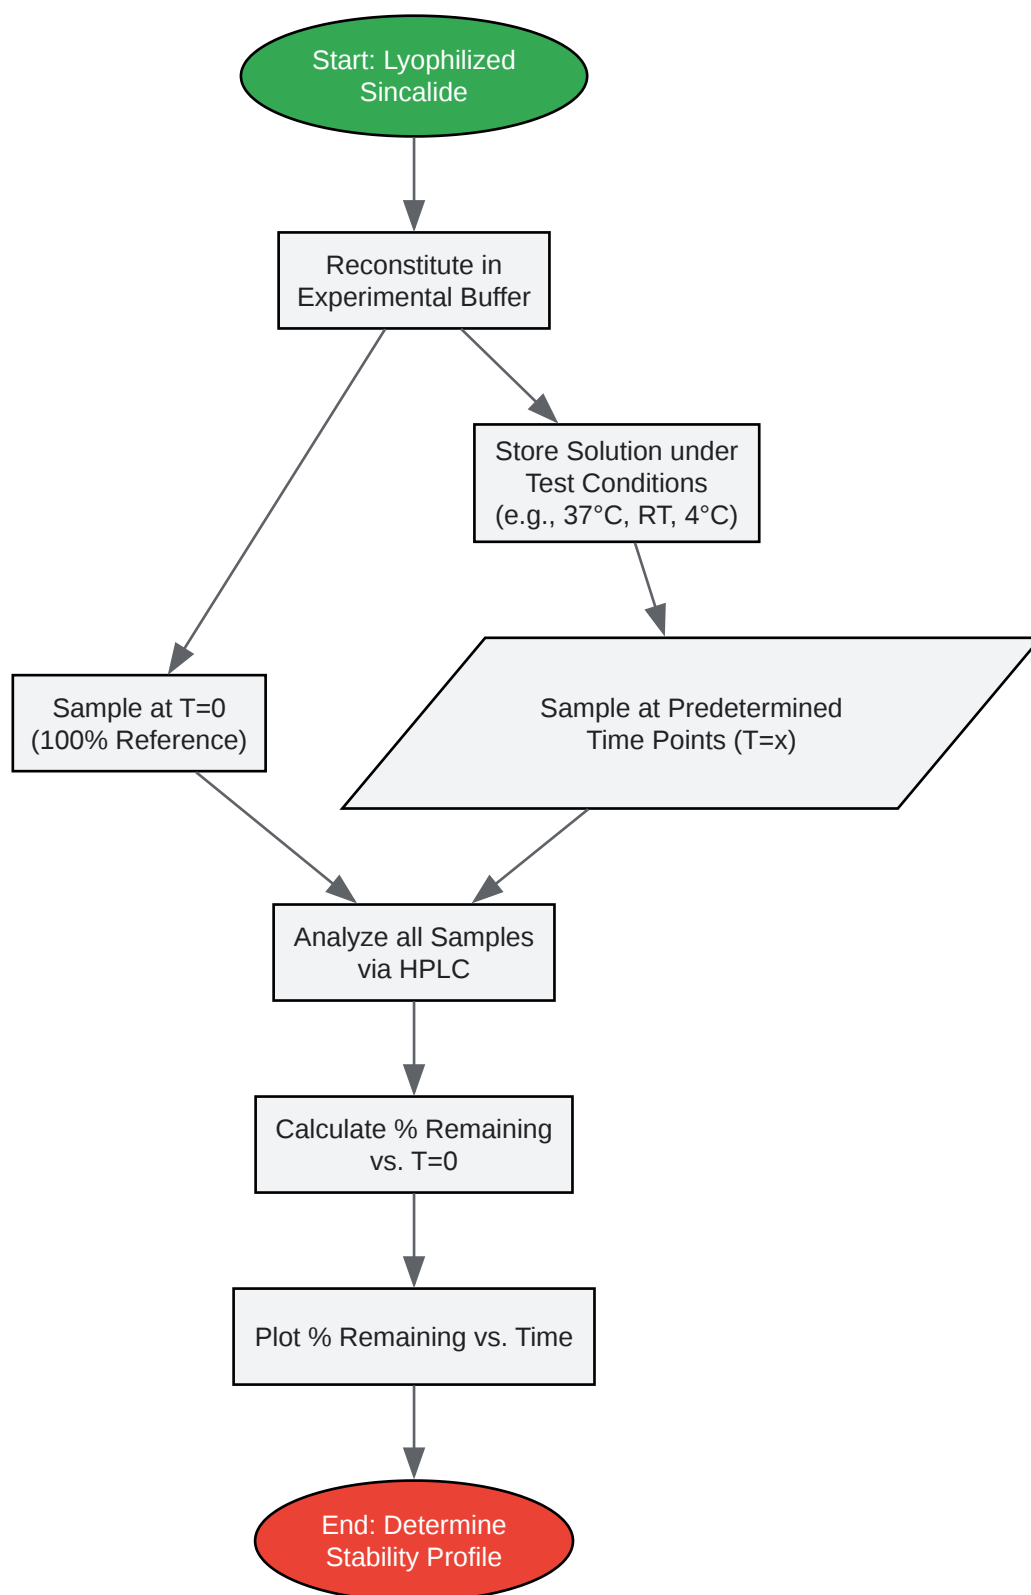 Start: Lyophilized
Sincalide
Reconstitute in
Experimental Buffer
Store Solution under
Test Conditions
(e.g., 37°C, RT, 4°C)
Sample at T=0
(100% Reference)
Sample at Predetermined
Time Points (T=x)
Analyze all Samples
via HPLC
Calculate % Remaining
vs. T=0
Plot % Remaining vs. Time
End: Determine
Stability Profile